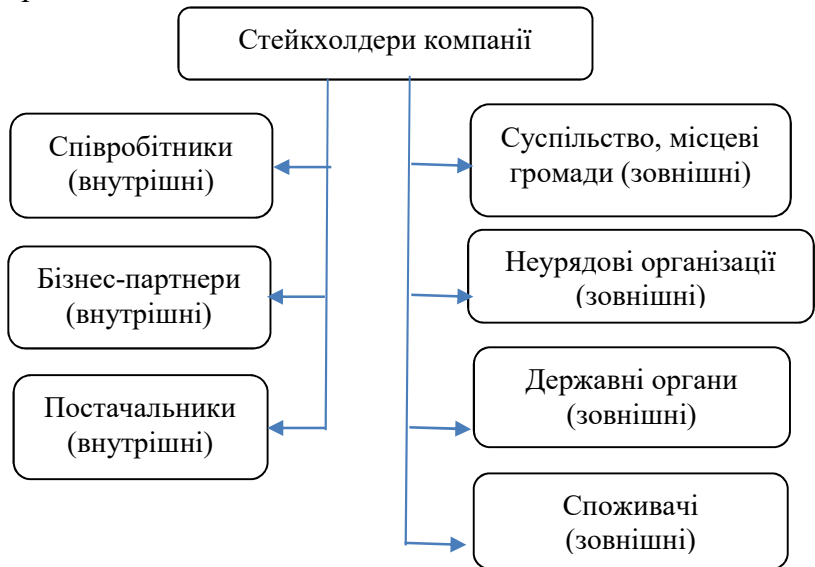 Стейкхолдери компанії
Співробітники
(внутрішні)
Бізнес-партнери
(внутрішні)
Постачальники
(внутрішні)
Суспільство, місцеві
громади (зовнішні)
Неурядові організації
(зовнішні)
Державні органи
(зовнішні)
Споживачі
(зовнішні)